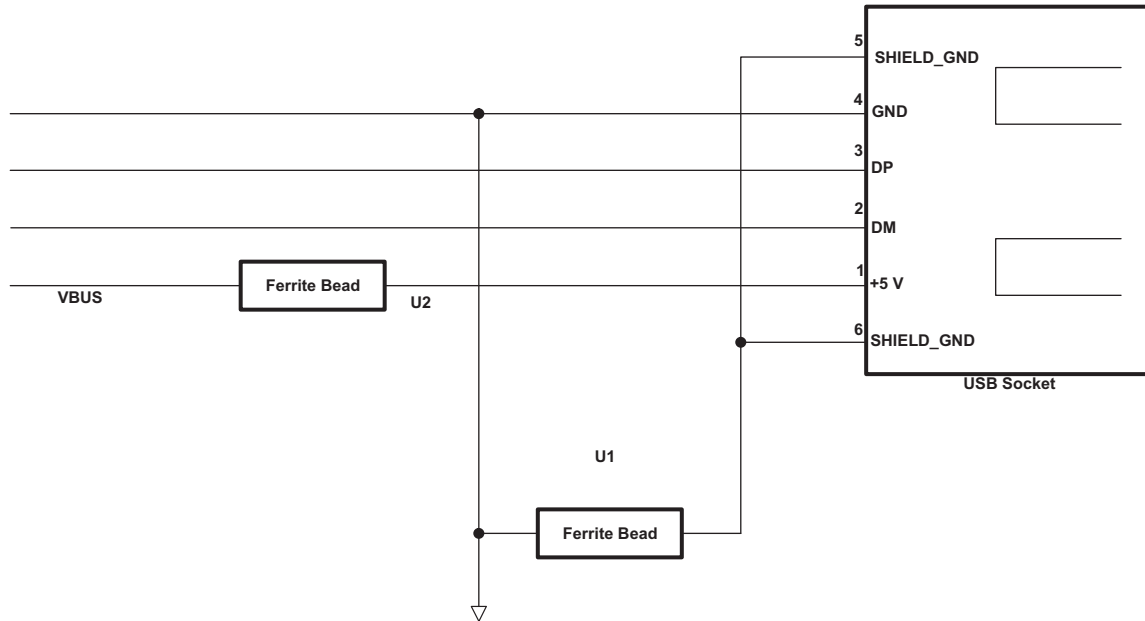 5
SHIELD_GND
4
GND
3
DP
2
DM
1
+5 V
Ferrite Bead
VBUS
U2
6
SHIELD_GND
USB Socket
U1
Ferrite Bead